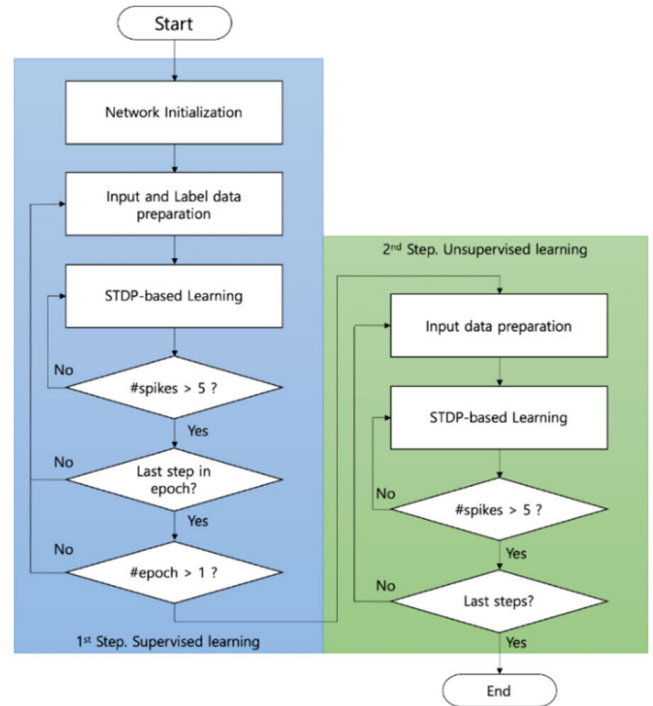 Start
Network Initialization
Input and Label data
preparation
STDP-based Learning
No
#spikes > 5 ?
Yes
No
Last step in
epoch?
Yes
No
#epoch > 1 ?
1st Step. Supervised learning
2nd Step. Unsupervised learning
Input data preparation
STDP-based Learning
No
#spikes > 5 ?
Yes
No
Last steps?
Yes
End